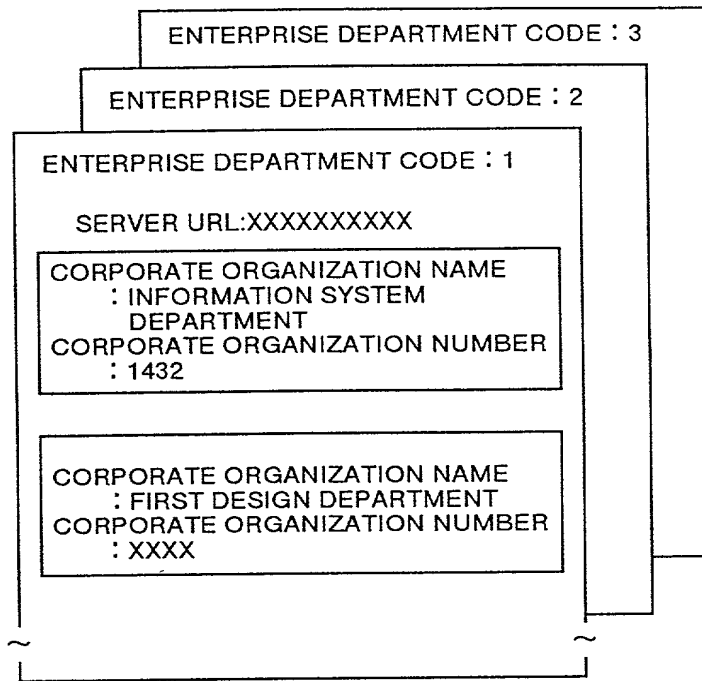 ENTERPRISE DEPARTMENT CODE : 3
ENTERPRISE DEPARTMENT CODE : 2
ENTERPRISE DEPARTMENT CODE : 1
SERVER URL:XXXXXXXXXX
CORPORATE ORGANIZATION NAME
: INFORMATION SYSTEM
DEPARTMENT
CORPORATE ORGANIZATION NUMBER
: 1432
CORPORATE ORGANIZATION NAME
: FIRST DESIGN DEPARTMENT
CORPORATE ORGANIZATION NUMBER
: XXXX